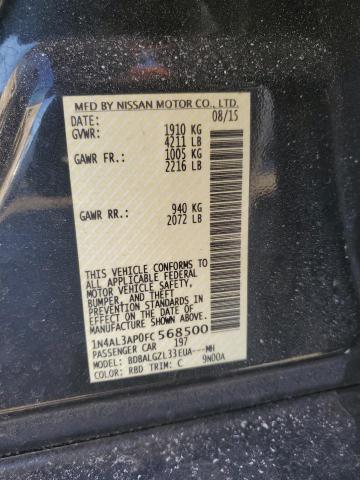 MFD BY NISSAN MOTOR CO., LTD.
DATE: 08/15
GVWR: 1910 KG
4211 LB
GAWR FR.: 1005 KG
2216 LB
GAWR RR.: 940 KG
2072 LB
THIS VEHICLE CONFORMS TO
ALL APPLICABLE FEDERAL
MOTOR VEHICLE SAFETY,
BUMPER, AND THEFT
PREVENTION STANDARDS IN
EFFECT ON THE DATE OF
MANUFACTURE SHOWN ABOVE.
1N4AL3AP0FC568500
PASSENGER CAR 197
MODEL: BDBALGZL33EUA---MH
COLOR: RBD TRIM: C 9N00A